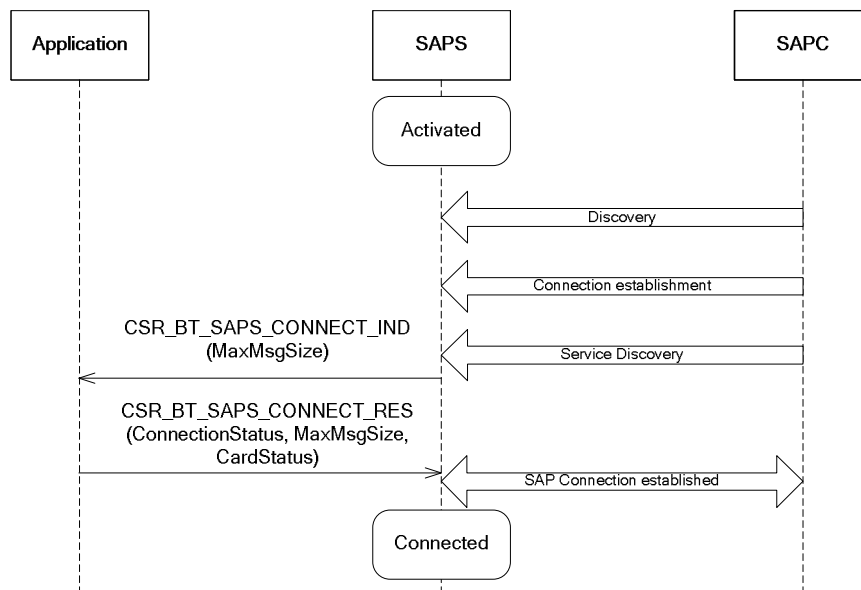 Application
SAPS
SAPC
Activated
Discovery
Connection establishment
CSR_BT_SAPS_CONNECT_IND
(MaxMsgSize)
Service Discovery
CSR_BT_SAPS_CONNECT_RES
(ConnectionStatus, MaxMsgSize,
CardStatus)
SAP Connection established
Connected